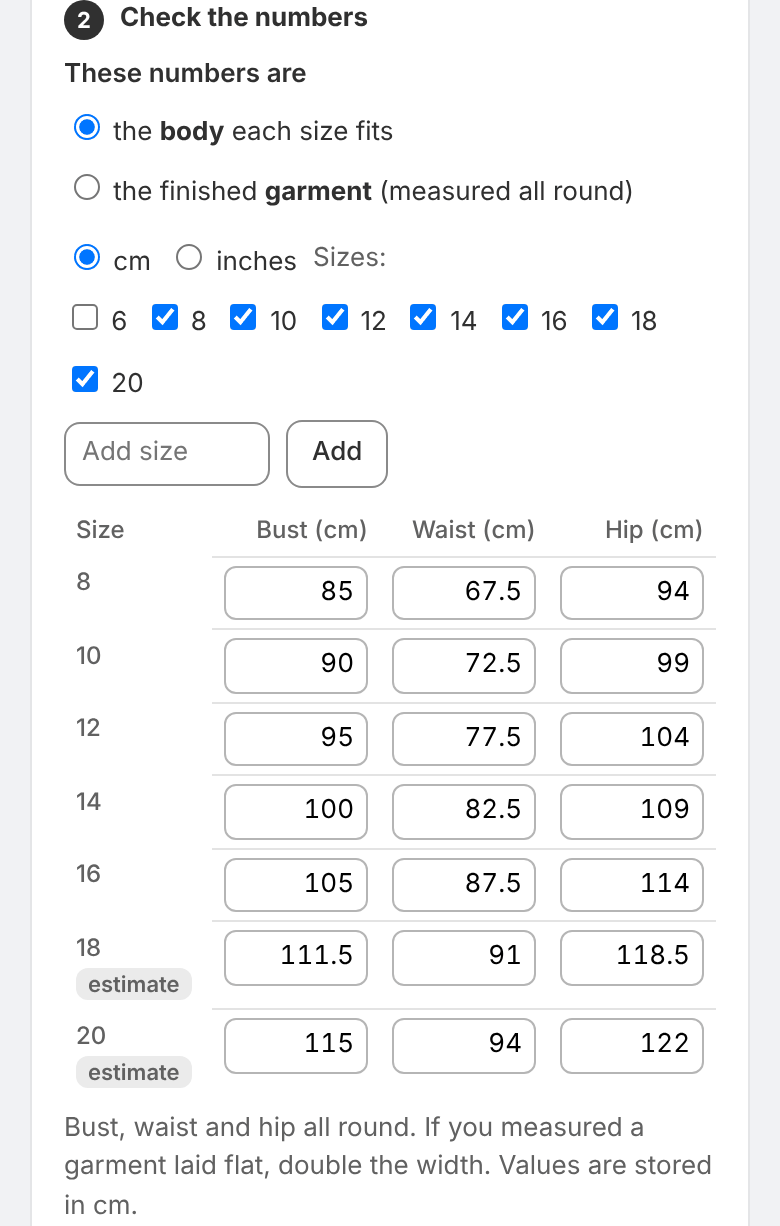 2 Check the numbers
These numbers are
the body each size fits
the finished garment (measured all round)
cm inches Sizes:
6 8 10 12 14 16 18
20
Add size Add
Size Bust (cm) Waist (cm) Hip (cm)
8 85 67.5 94
10 90 72.5 99
12 95 77.5 104
14 100 82.5 109
16 105 87.5 114
18 111.5 91 118.5
estimate
20 115 94 122
estimate
Bust, waist and hip all round. If you measured a
garment laid flat, double the width. Values are stored
in cm.